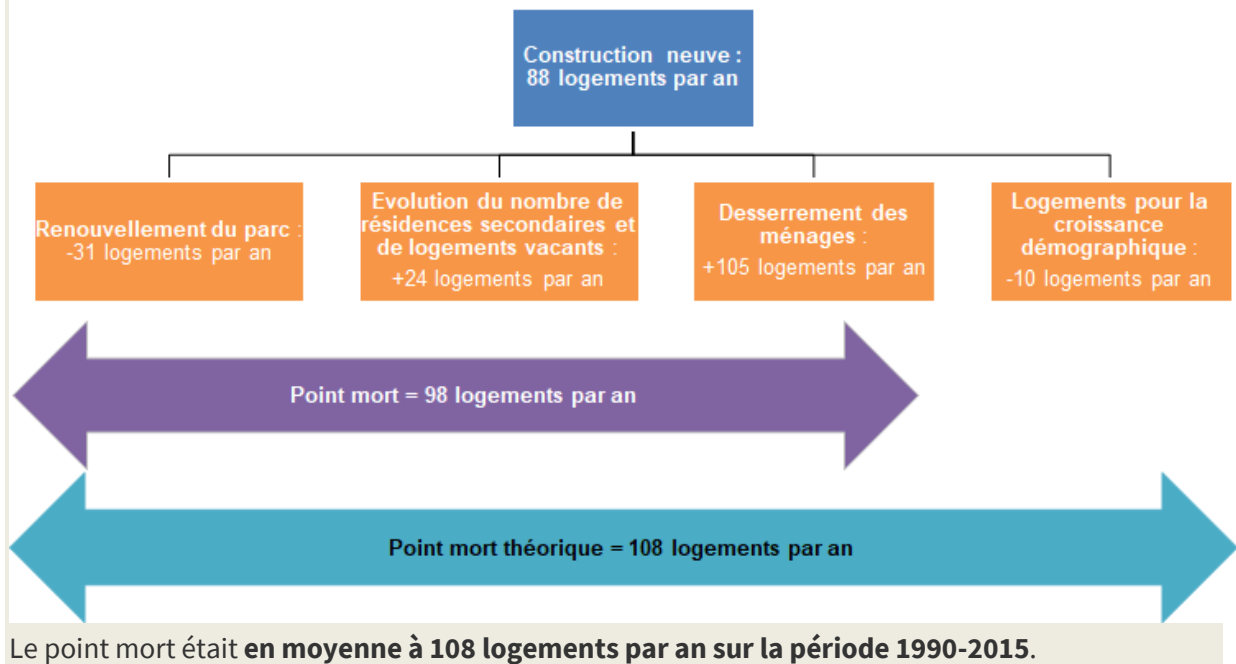 Construction neuve :
88 logements par an
Renouvellement du parc :
-31 logements par an
Evolution du nombre de
résidences secondaires et
de logements vacants :
+24 logements par an
Desserrement des
ménages :
+105 logements par an
Logements pour la
croissance
démographique :
-10 logements par an
Point mort = 98 logements par an
Point mort théorique = 108 logements par an
Le point mort était en moyenne à 108 logements par an sur la période 1990-2015.